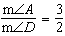 m∠A/m∠D = 3/2